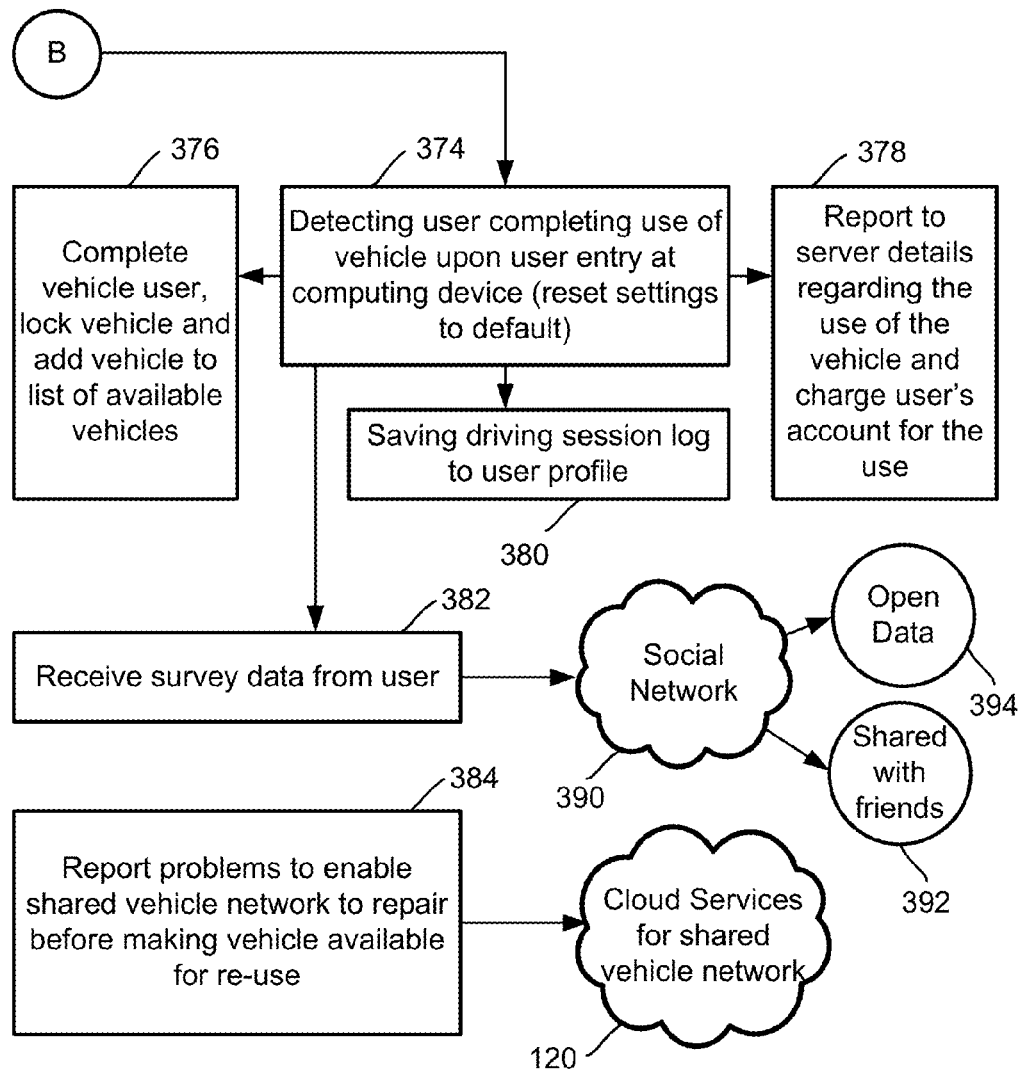 B
376
374
378
Complete
vehicle user,
lock vehicle and
add vehicle to
list of available
vehicles
Detecting user completing use of
vehicle upon user entry at
computing device (reset settings
to default)
Report to
server details
regarding the
use of the
vehicle and
charge user's
account for the
use
Saving driving session log
to user profile
380
382
Receive survey data from user
Social
Network
390
Open
Data
394
Shared
with
friends
392
384
Report problems to enable
shared vehicle network to repair
before making vehicle available
for re-use
Cloud Services
for shared
vehicle network
120